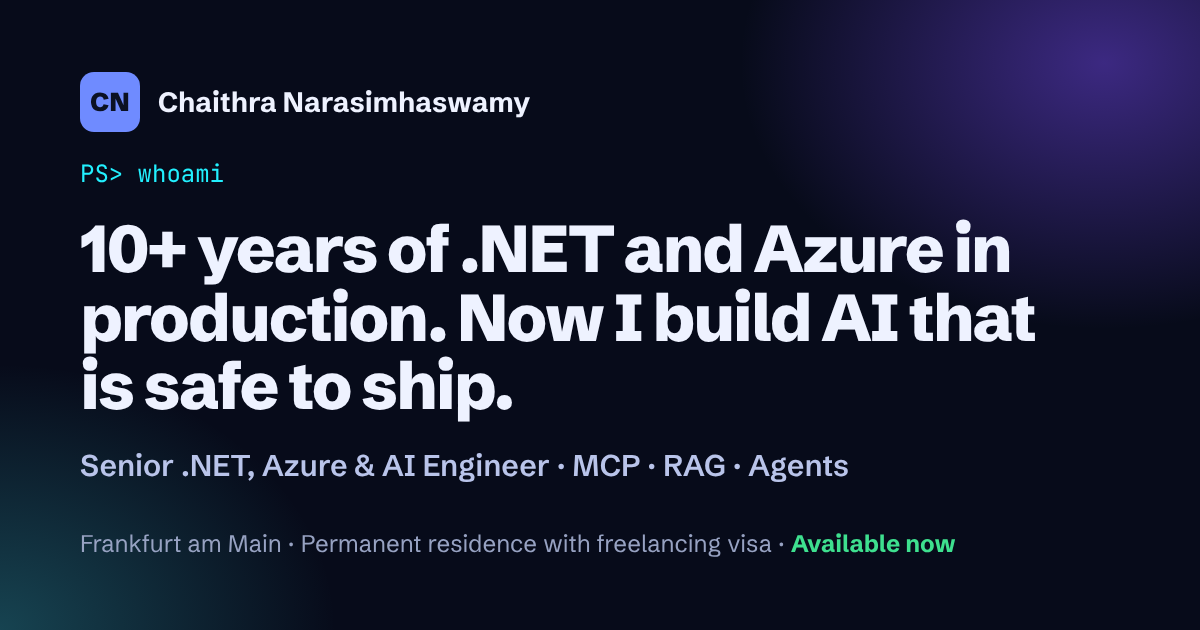 CN
Chaithra Narasimhaswamy
PS> whoami
10+ years of .NET and Azure in
production. Now I build AI that
is safe to ship.
Senior .NET, Azure & AI Engineer · MCP · RAG · Agents
Frankfurt am Main · Permanent residence with freelancing visa · Available now